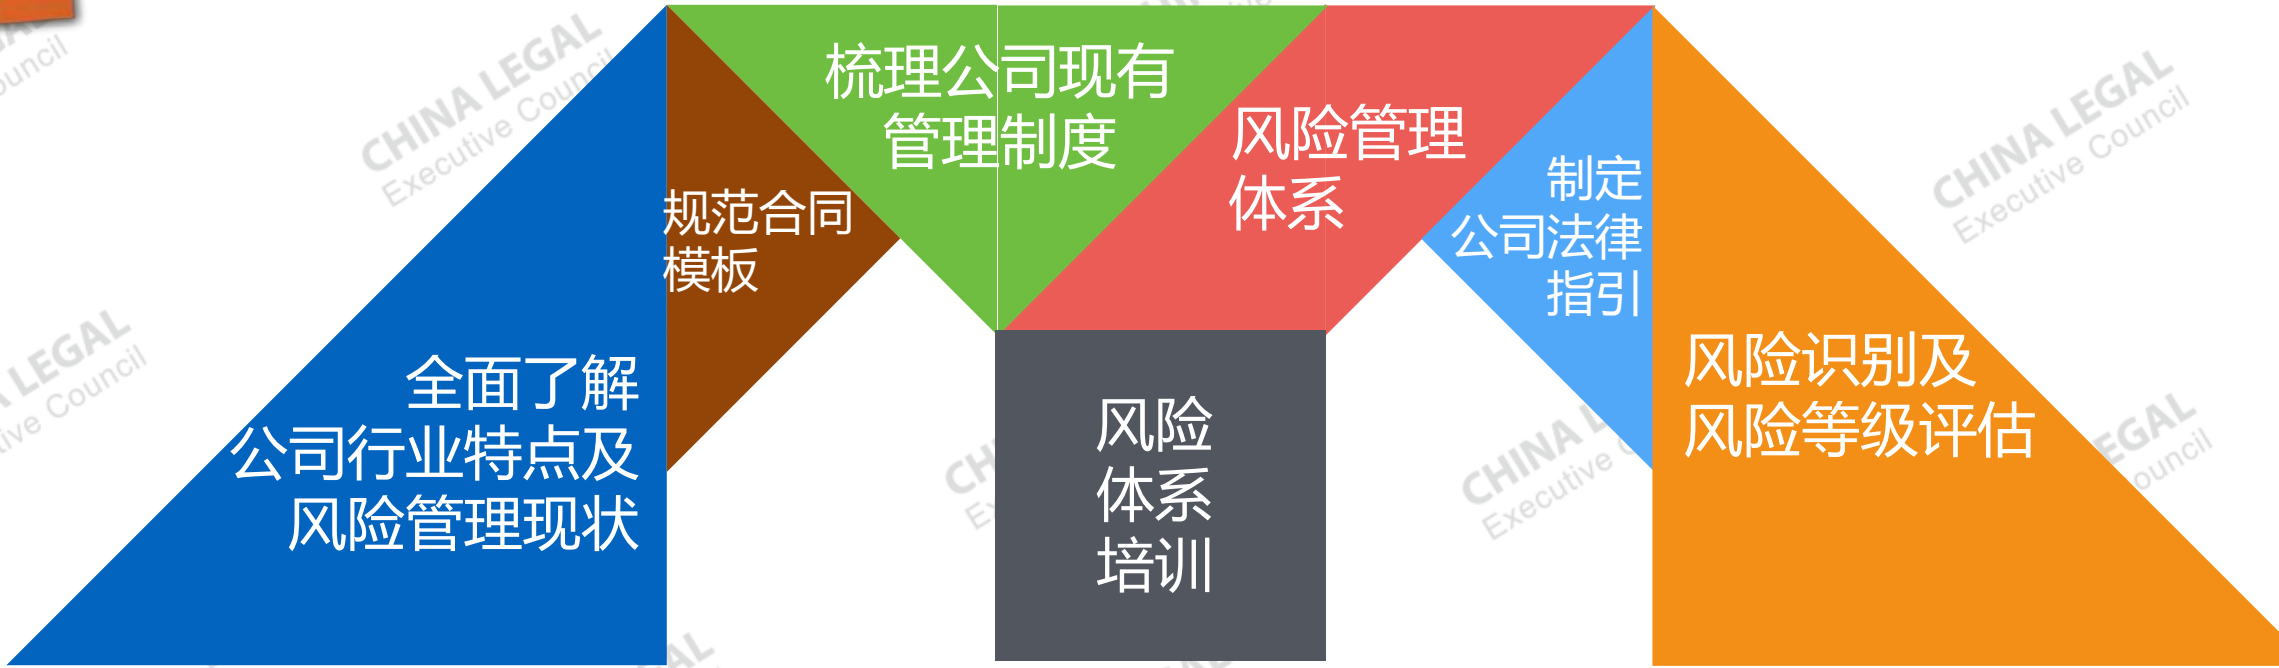 全面了解
公司行业特点及
风险管理现状
规范合同
模板
梳理公司现有
管理制度
风险管理
体系
风险
体系
培训
制定
公司法律
指引
风险识别及
风险等级评估
CHINA LEGAL
Executive Council
CHINA LEGAL
Executive Council
LEGAL
Council